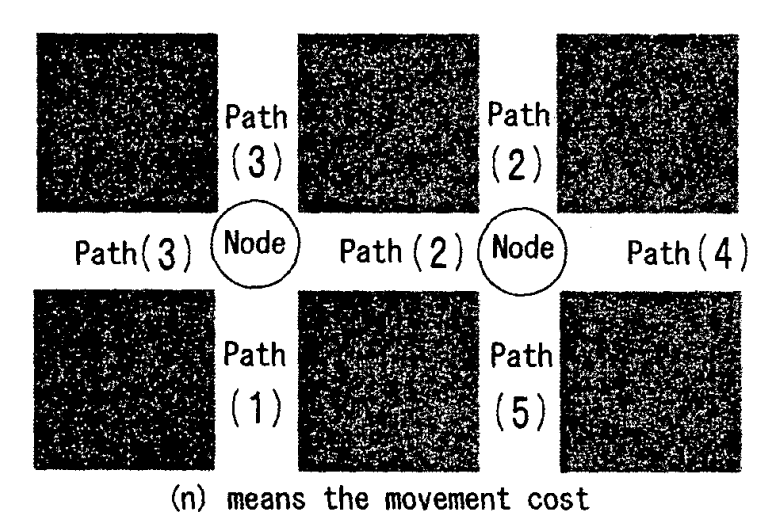 Path Path
(3) (2)
Path(3) Node Path(2) Node Path(4)
Path Path
(1) (5)
(n) means the movement cost